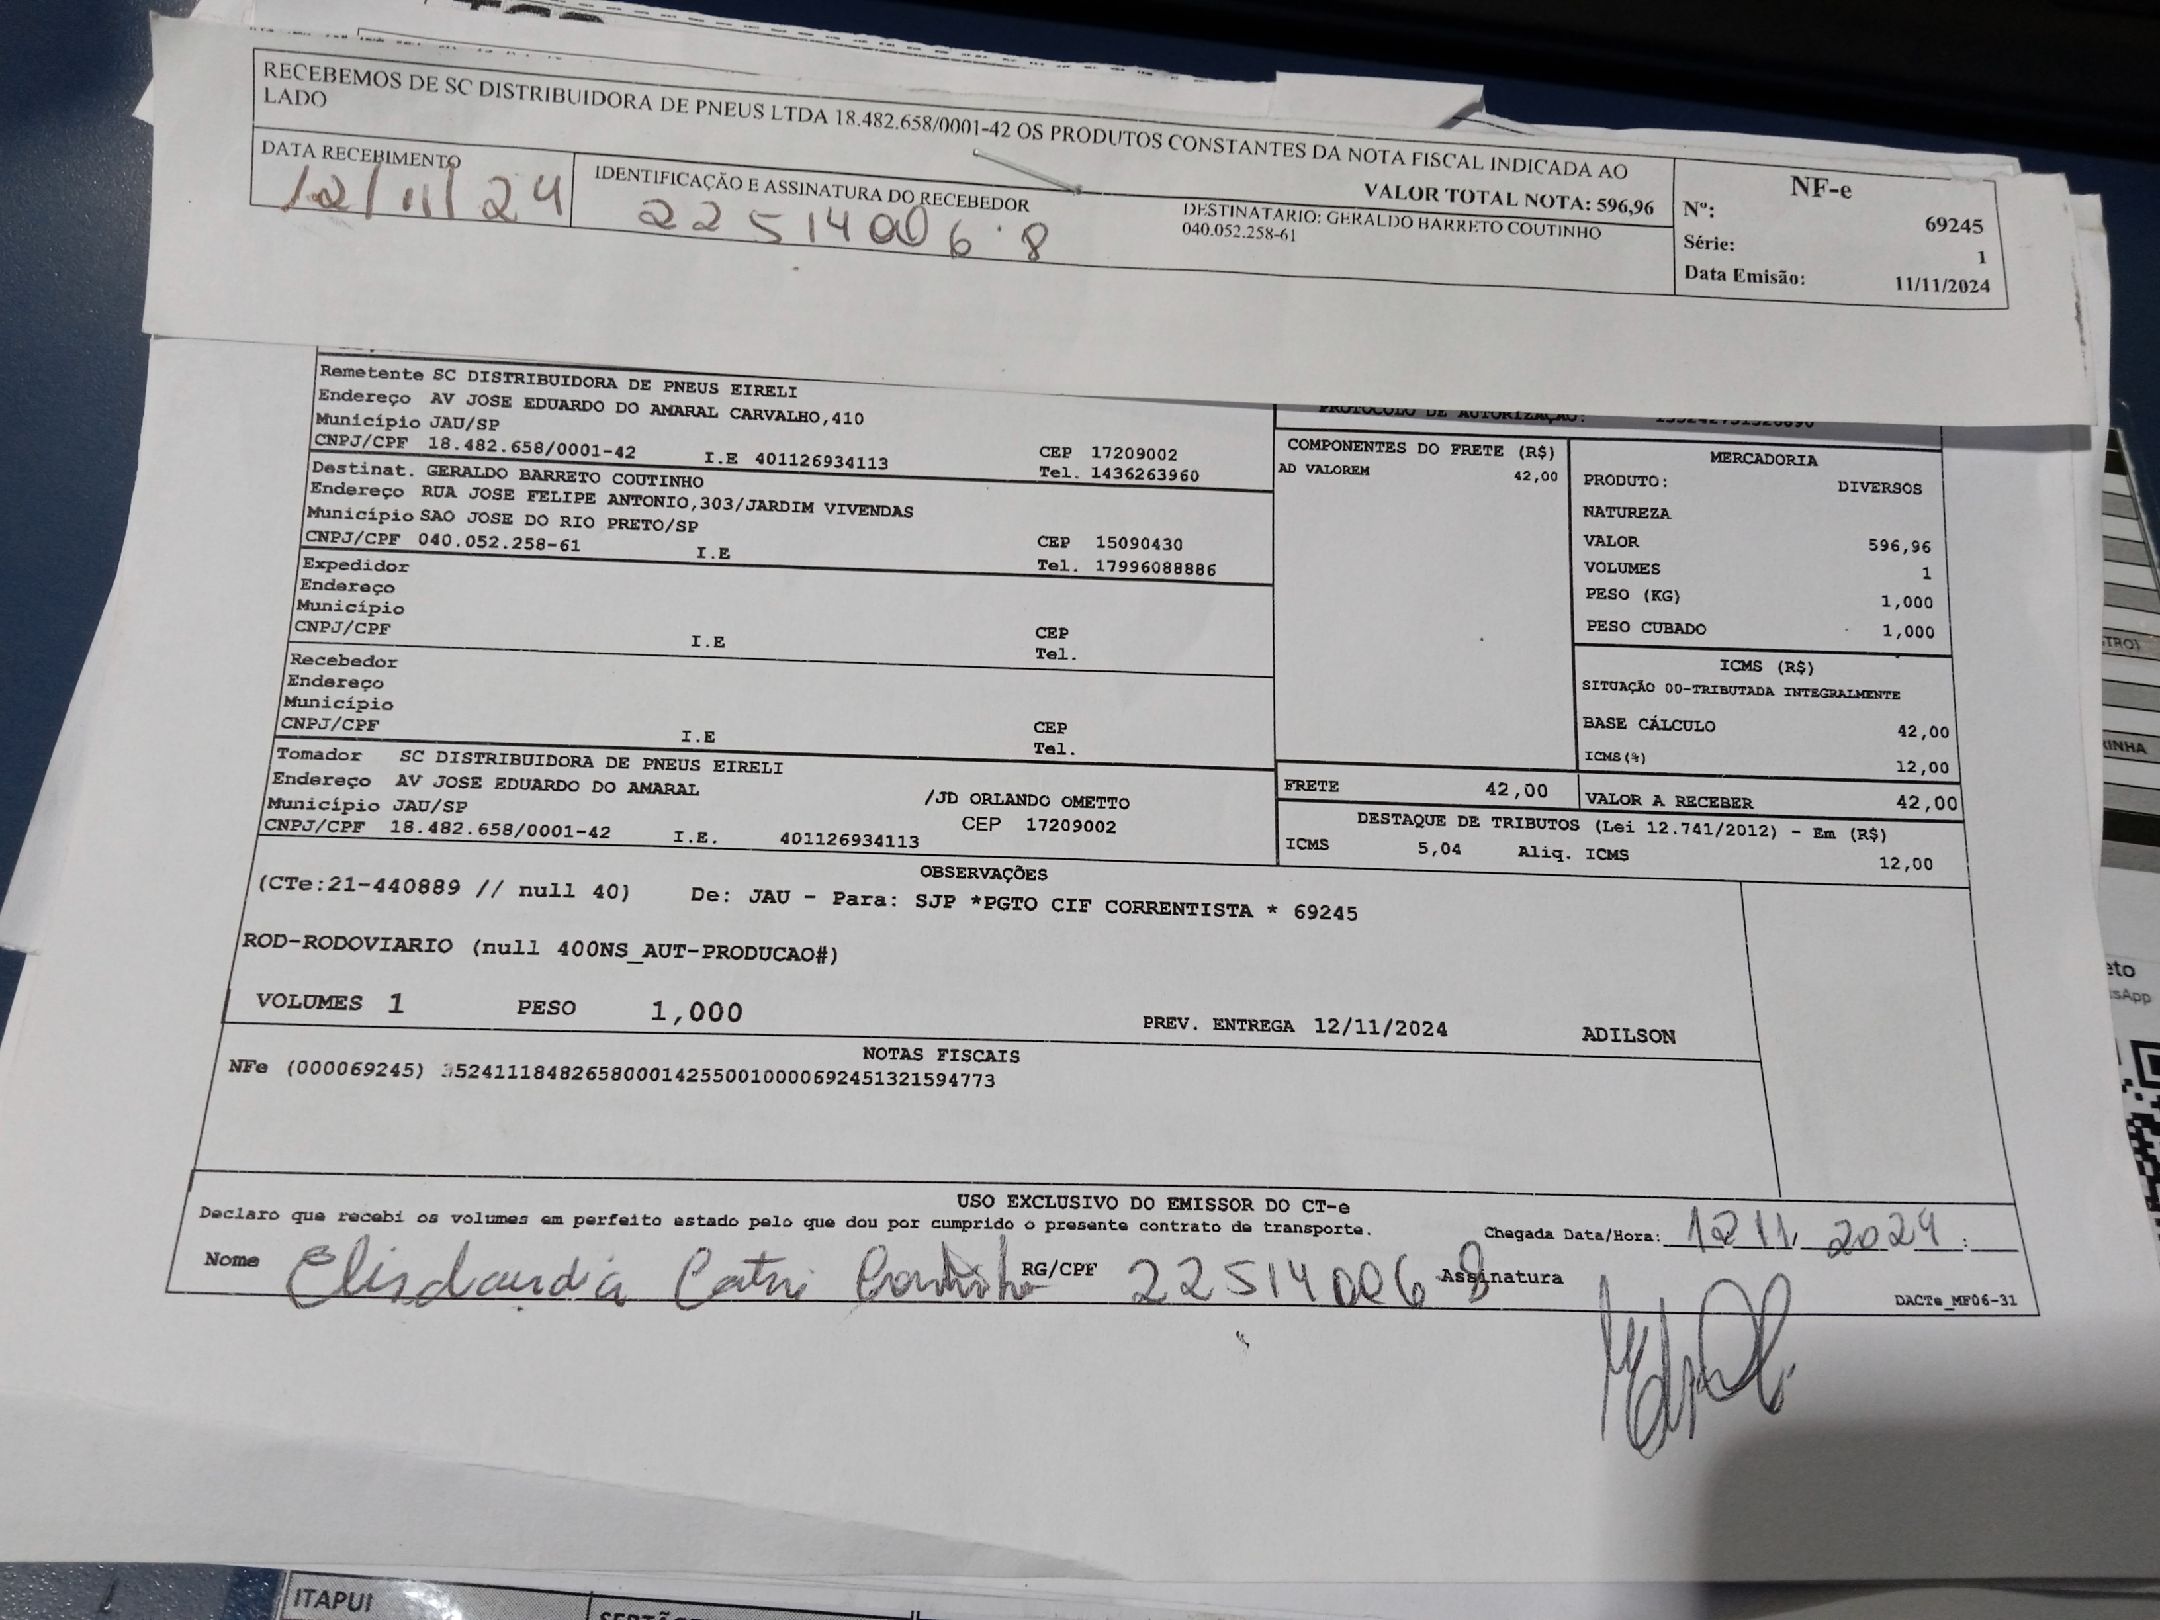 RECEBEMOS DE SC DISTRIBUIDORA DE PNEUS LTDA 18.482.658/0001-42 OS PRODUTOS CONSTANTES DA NOTA FISCAL INDICADA AO
LADO
VALOR TOTAL NOTA: 596,96
DATA RECEBIMENTO
12/11/24
IDENTIFICAÇÃO E ASSINATURA DO RECEBEDOR
22514006 8
DESTINATÁRIO: GERALDO BARRETO COUTINHO
040.052.258-61
NF-e
Nº: 69245
Série: 1
Data Emissão: 11/11/2024
Remetente SC DISTRIBUIDORA DE PNEUS EIRELI
Endereço AV JOSE EDUARDO DO AMARAL CARVALHO,410
Município JAU/SP
CEP 17209002
CNPJ/CPF 18.482.658/0001-42 I.E 401126934113 Tel. 1436263960
Destinat. GERALDO BARRETO COUTINHO
Endereço RUA JOSE FELIPE ANTONIO,303/JARDIM VIVENDAS
Município SAO JOSE DO RIO PRETO/SP
CEP 15090430
CNPJ/CPF 040.052.258-61 I.E Tel. 17996088886
Expedidor
Endereço
Município
CEP
CNPJ/CPF I.E Tel.
Recebedor
Endereço
Município
CEP
CNPJ/CPF I.E Tel.
Tomador SC DISTRIBUIDORA DE PNEUS EIRELI
Endereço AV JOSE EDUARDO DO AMARAL /JD ORLANDO OMETTO
Município JAU/SP CEP 17209002
CNPJ/CPF 18.482.658/0001-42 I.E. 401126934113
PROTOCOLO DE AUTORIZAÇÃO:
COMPONENTES DO FRETE (R$)
AD VALOREM 42,00
MERCADORIA
PRODUTO: DIVERSOS
NATUREZA
VALOR 596,96
VOLUMES 1
PESO (KG) 1,000
PESO CUBADO 1,000
ICMS (R$)
SITUAÇÃO 00-TRIBUTADA INTEGRALMENTE
BASE CÁLCULO 42,00
ICMS(%) 12,00
FRETE 42,00 VALOR A RECEBER 42,00
DESTAQUE DE TRIBUTOS (Lei 12.741/2012) - Em (R$)
ICMS 5,04 Aliq. ICMS 12,00
OBSERVAÇÕES
(CTe:21-440889 // null 40) De: JAU - Para: SJP *PGTO CIF CORRENTISTA * 69245
ROD-RODOVIARIO (null 400NS_AUT-PRODUCAO#)
VOLUMES 1 PESO 1,000 PREV. ENTREGA 12/11/2024 ADILSON
NOTAS FISCAIS
NFe (000069245) 35241118482658000142550010000692451321594773
USO EXCLUSIVO DO EMISSOR DO CT-e
Declaro que recebi os volumes em perfeito estado pelo que dou por cumprido o presente contrato de transporte.
Chegada Data/Hora: 12 11, 2024 :
Nome RG/CPF 22514006 8 Assinatura
DACTe_MF06-31
ITAPUI